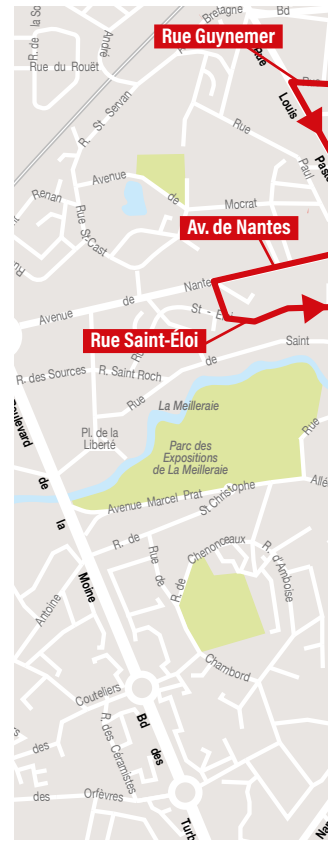 Bretagne
Bd
R. de la So
André
Rue Guynemer
Rue
Rue du Rouët
Louis
R. St Servan
Rue
Paul
Avenue
de
Mocrat
Renan
Rue St-Cast
Av. de Nantes
Nantes
de
Avenue
St - Eloi
Rue Saint-Éloi
Saint
de
R. des Sources
R. Saint Roch
Rue
La Meilleraie
Pl. de la
Liberté
Parc des
Expositions
de La Meilleraie
Rue
Boulevard
de
la
Moine
Avenue Marcel Prat
St Christophe
R. de
Rue de
R. de
Chenonceaux
R. d'Amboise
Antoine
Chambord
Couteliers
R. des Céramistes
Bd
des
des
des
Orfèvres